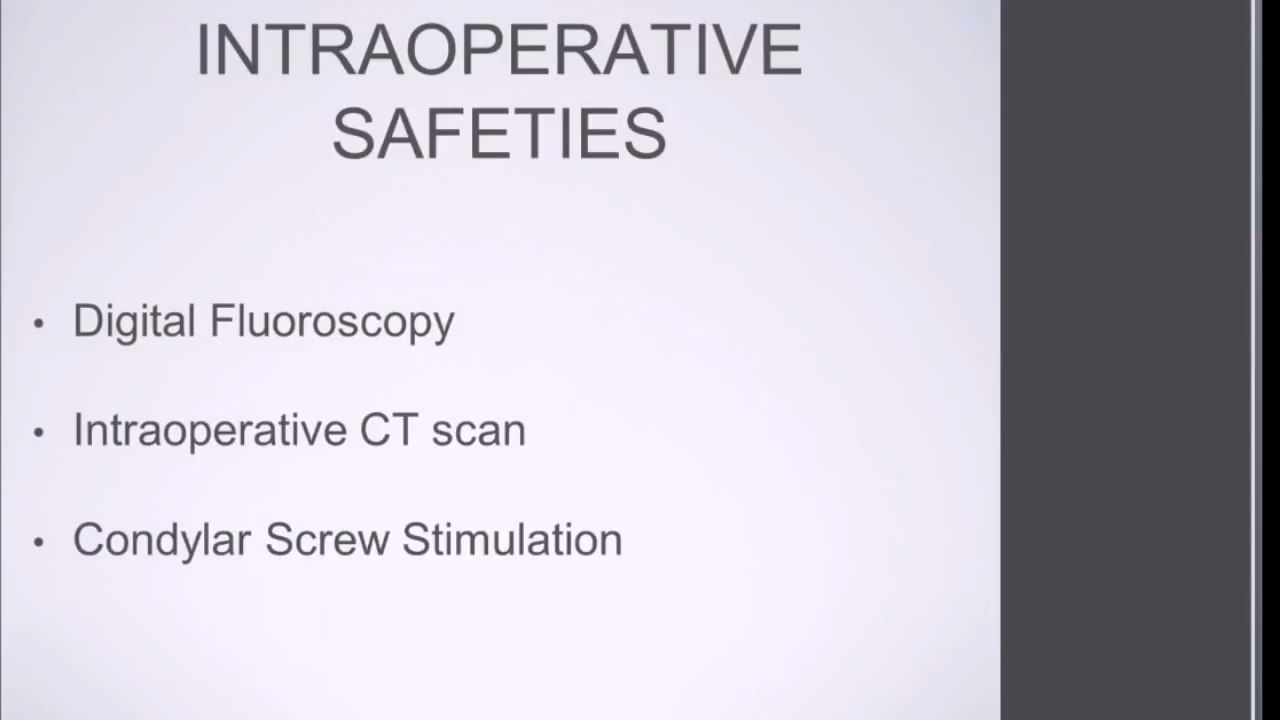 INTRAOPERATIVE
SAFETIES
• Digital Fluoroscopy
• Intraoperative CT scan
• Condylar Screw Stimulation